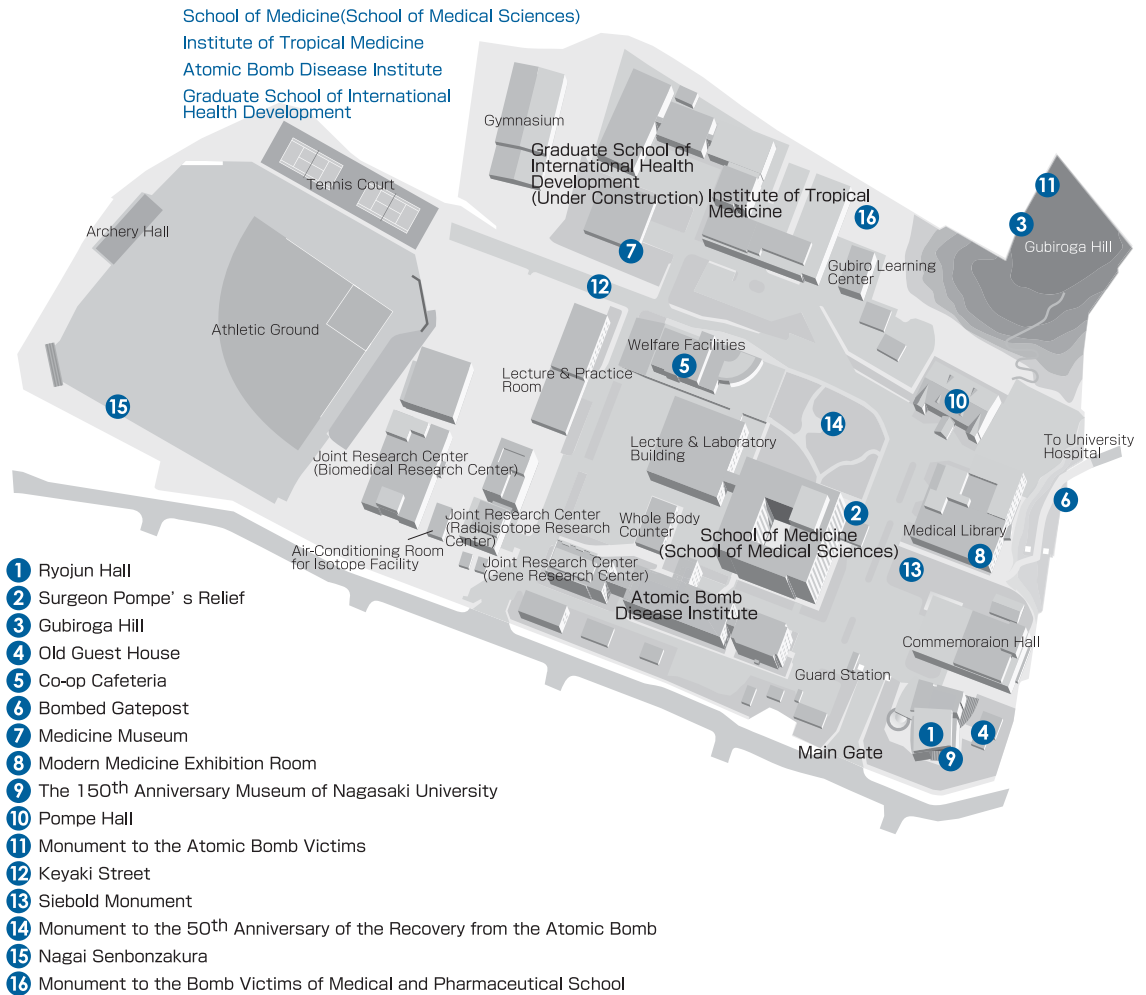 School of Medicine(School of Medical Sciences)
Institute of Tropical Medicine
Atomic Bomb Disease Institute
Graduate School of International
Health Development
Gymnasium
Graduate School of
International Health
Development
(Under Construction)
Institute of Tropical
Medicine
16
11
3
Gubiroga Hill
Tennis Court
Archery Hall
7
12
Gubiro Learning
Center
Athletic Ground
Welfare Facilities
5
Lecture & Practice
Room
10
15
14
Lecture & Laboratory
Building
To University
Hospital
Joint Research Center
(Biomedical Research Center)
6
Joint Research Center
(Radioisotope Research
Center)
Whole Body
Counter
2
School of Medicine
(School of Medical Sciences)
Medical Library
8
Air-Conditioning Room
for Isotope Facility
Joint Research Center
(Gene Research Center)
13
Atomic Bomb
Disease Institute
Commemoraion Hall
Guard Station
Main Gate
1
4
9
1 Ryojun Hall
2 Surgeon Pompe’ s Relief
3 Gubiroga Hill
4 Old Guest House
5 Co-op Cafeteria
6 Bombed Gatepost
7 Medicine Museum
8 Modern Medicine Exhibition Room
9 The 150th Anniversary Museum of Nagasaki University
10 Pompe Hall
11 Monument to the Atomic Bomb Victims
12 Keyaki Street
13 Siebold Monument
14 Monument to the 50th Anniversary of the Recovery from the Atomic Bomb
15 Nagai Senbonzakura
16 Monument to the Bomb Victims of Medical and Pharmaceutical School